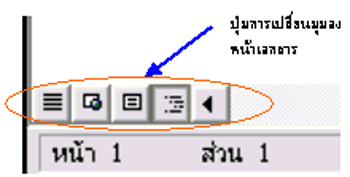 ปุ่มการเปลี่ยนมุมมอง
หน้าเอกสาร
หน้า 1 ส่วน 1